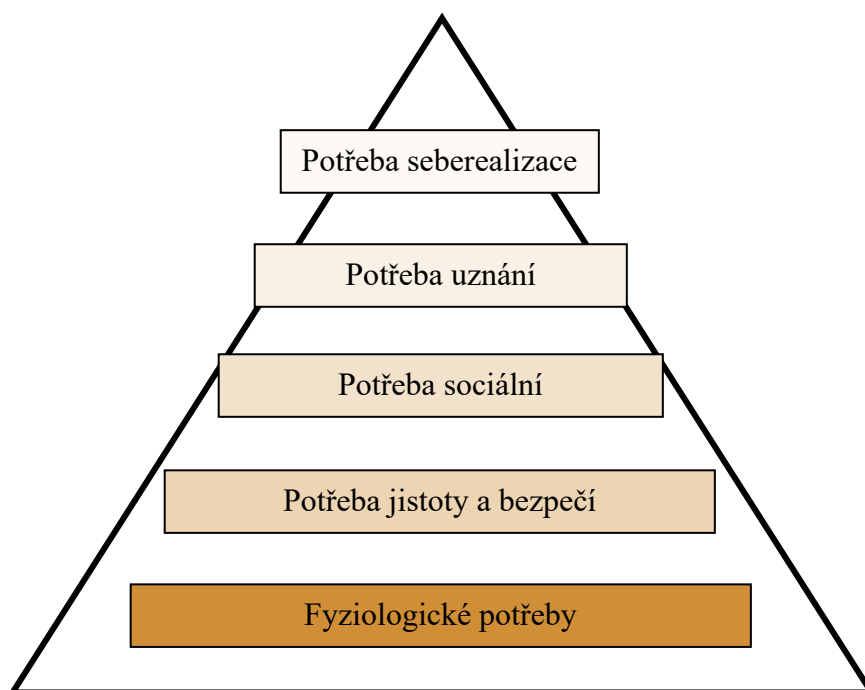 Potřeba seberealizace
Potřeba uznání
Potřeba sociální
Potřeba jistoty a bezpečí
Fyziologické potřeby